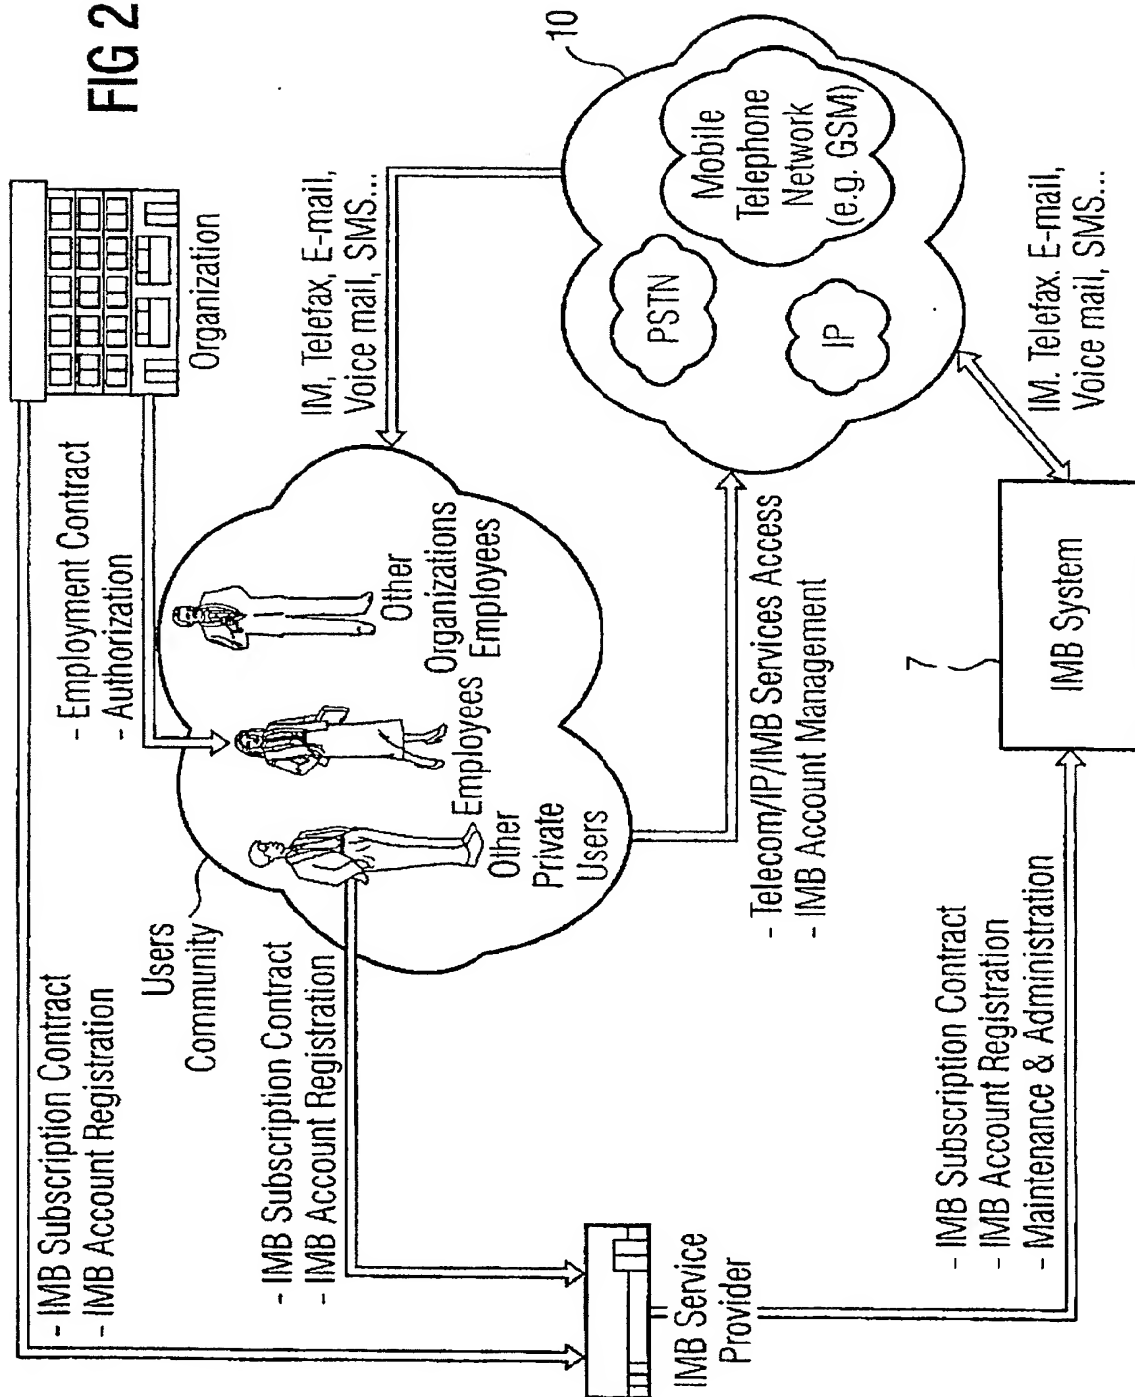 FIG 2
Organization
- IMB Subscription Contract
- IMB Account Registration
- Employment Contract
- Authorization
Users
Community
- IMB Subscription Contract
- IMB Account Registration
Other
Private
Users
Employees
Other
Organizations
Employees
IM, Telefax, E-mail,
Voice mail, SMS...
10
Mobile
Telephone
Network
(e.g. GSM)
PSTN
IP
- Telecom/IP/IMB Services Access
- IMB Account Management
IMB Service
Provider
- IMB Subscription Contract
- IMB Account Registration
- Maintenance & Administration
7
IMB System
IM. Telefax. E-mail,
Voice mail, SMS...